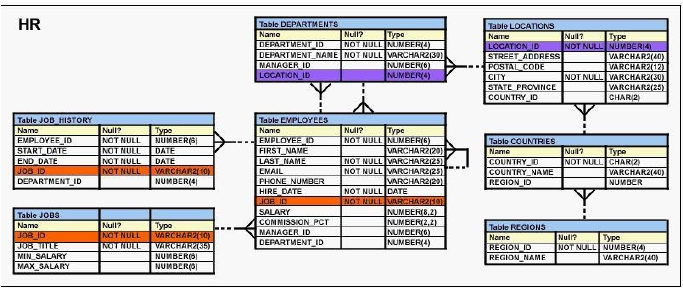 HR
Table DEPARTMENTS
Name Null? Type
DEPARTMENT_ID NOT NULL NUMBER(4)
DEPARTMENT_NAME NOT NULL VARCHAR2(30)
MANAGER_ID NUMBER(6)
LOCATION_ID NUMBER(4)
Table LOCATIONS
Name Null? Type
LOCATION_ID NOT NULL NUMBER(4)
STREET_ADDRESS VARCHAR2(40)
POSTAL_CODE VARCHAR2(12)
CITY NOT NULL VARCHAR2(30)
STATE_PROVINCE VARCHAR2(25)
COUNTRY_ID CHAR(2)
Table JOB_HISTORY
Name Null? Type
EMPLOYEE_ID NOT NULL NUMBER(6)
START_DATE NOT NULL DATE
END_DATE NOT NULL DATE
JOB_ID NOT NULL VARCHAR2(10)
DEPARTMENT_ID NUMBER(4)
Table EMPLOYEES
Name Null? Type
EMPLOYEE_ID NOT NULL NUMBER(6)
FIRST_NAME VARCHAR2(20)
LAST_NAME NOT NULL VARCHAR2(25)
EMAIL NOT NULL VARCHAR2(25)
PHONE_NUMBER VARCHAR2(20)
HIRE_DATE NOT NULL DATE
JOB_ID NOT NULL VARCHAR2(10)
SALARY NUMBER(8,2)
COMMISSION_PCT NUMBER(2,2)
MANAGER_ID NUMBER(6)
DEPARTMENT_ID NUMBER(4)
Table COUNTRIES
Name Null? Type
COUNTRY_ID NOT NULL CHAR(2)
COUNTRY_NAME VARCHAR2(40)
REGION_ID NUMBER
Table JOBS
Name Null? Type
JOB_ID NOT NULL VARCHAR2(10)
JOB_TITLE NOT NULL VARCHAR2(35)
MIN_SALARY NUMBER(6)
MAX_SALARY NUMBER(6)
Table REGIONS
Name Null? Type
REGION_ID NOT NULL NUMBER(4)
REGION_NAME VARCHAR2(40)